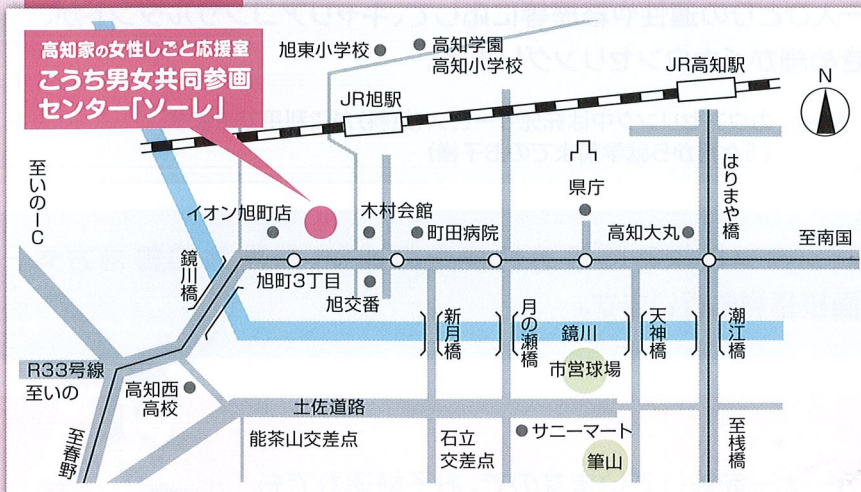 高知家の女性しごと応援室
こうち男女共同参画
センター「ソーレ」
旭東小学校
高知学園
高知小学校
JR旭駅
JR高知駅
N
至いのIC
イオン旭町店
木村会館
町田病院
県庁
高知大丸
はりまや橋
至南国
鏡川橋
旭町3丁目
旭交番
新月橋
月の瀬橋
鏡川
天神橋
潮江橋
市営球場
R33号線
至いの
高知西
高校
至春野
土佐道路
能茶山交差点
石立
交差点
サニーマート
筆山
至桟橋